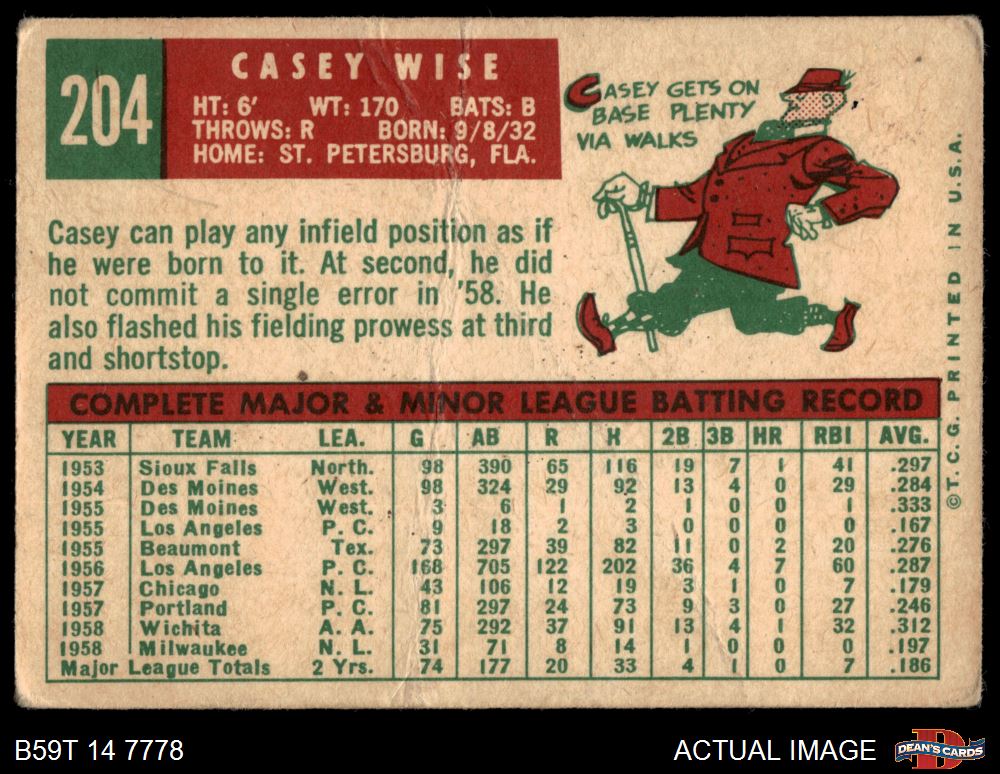 204
CASEY WISE
HT: 6' WT: 170 BATS: B
THROWS: R BORN: 9/8/32
HOME: ST. PETERSBURG, FLA.
CASEY GETS ON
BASE PLENTY
VIA WALKS
Casey can play any infield position as if
he were born to it. At second, he did
not commit a single error in '58. He
also flashed his fielding prowess at third
and shortstop.
COMPLETE MAJOR & MINOR LEAGUE BATTING RECORD
YEAR TEAM LEA. G AB R H 2B 3B HR RBI AVG.
1953 Sioux Falls North. 98 390 65 116 19 7 1 41 .297
1954 Des Moines West. 98 324 29 92 13 4 0 29 .284
1955 Des Moines West. 3 6 1 2 1 0 0 1 .333
1955 Los Angeles P. C. 9 18 2 3 0 0 0 0 .167
1955 Beaumont Tex. 73 297 39 82 11 0 2 20 .276
1956 Los Angeles P. C. 168 705 122 202 36 4 7 60 .287
1957 Chicago N. L. 43 106 12 19 3 1 0 7 .179
1957 Portland P. C. 81 297 24 73 9 3 0 27 .246
1958 Wichita A. A. 75 292 37 91 13 4 1 32 .312
1958 Milwaukee N. L. 31 71 8 14 1 0 0 0 .197
Major League Totals 2 Yrs. 74 177 20 33 4 1 0 7 .186
©T. C. G. PRINTED IN U.S.A.
B59T 14 7778
ACTUAL IMAGE
D
DEAN'S CARDS